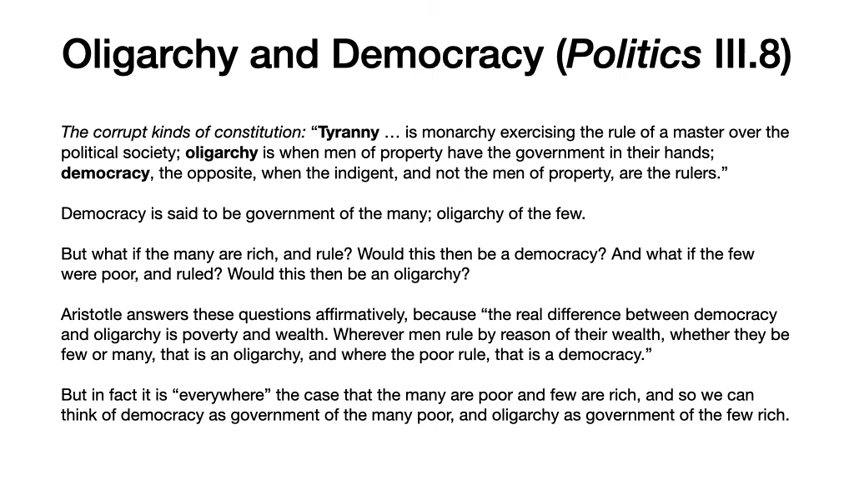 Oligarchy and Democracy (Politics III.8)
The corrupt kinds of constitution: “Tyranny … is monarchy exercising the rule of a master over the
political society; oligarchy is when men of property have the government in their hands;
democracy, the opposite, when the indigent, and not the men of property, are the rulers.”
Democracy is said to be government of the many; oligarchy of the few.
But what if the many are rich, and rule? Would this then be a democracy? And what if the few
were poor, and ruled? Would this then be an oligarchy?
Aristotle answers these questions affirmatively, because “the real difference between democracy
and oligarchy is poverty and wealth. Wherever men rule by reason of their wealth, whether they be
few or many, that is an oligarchy, and where the poor rule, that is a democracy.”
But in fact it is “everywhere” the case that the many are poor and few are rich, and so we can
think of democracy as government of the many poor, and oligarchy as government of the few rich.